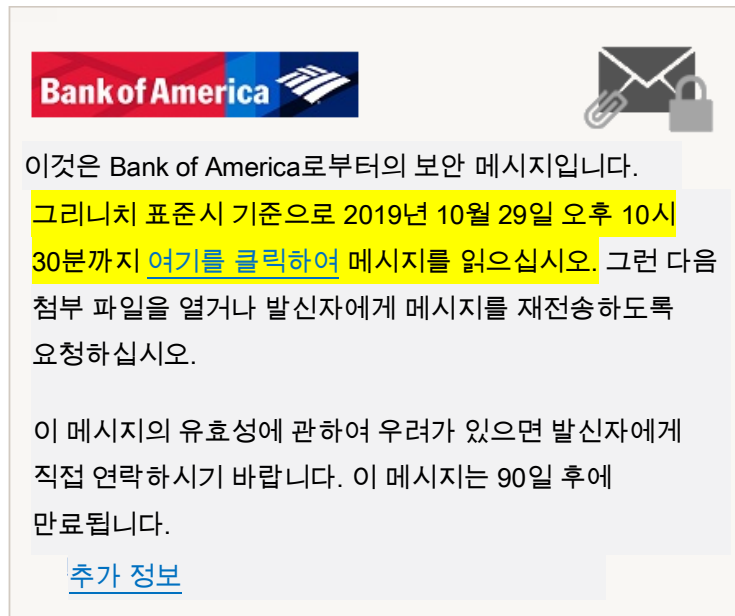 Bank of America
이것은 Bank of America로부터의 보안 메시지입니다.
그리니치 표준시 기준으로 2019년 10월 29일 오후 10시
30분까지 여기를 클릭하여 메시지를 읽으십시오. 그런 다음
첨부 파일을 열거나 발신자에게 메시지를 재전송하도록
요청하십시오.
이 메시지의 유효성에 관하여 우려가 있으면 발신자에게
직접 연락하시기 바랍니다. 이 메시지는 90일 후에
만료됩니다.
추가 정보